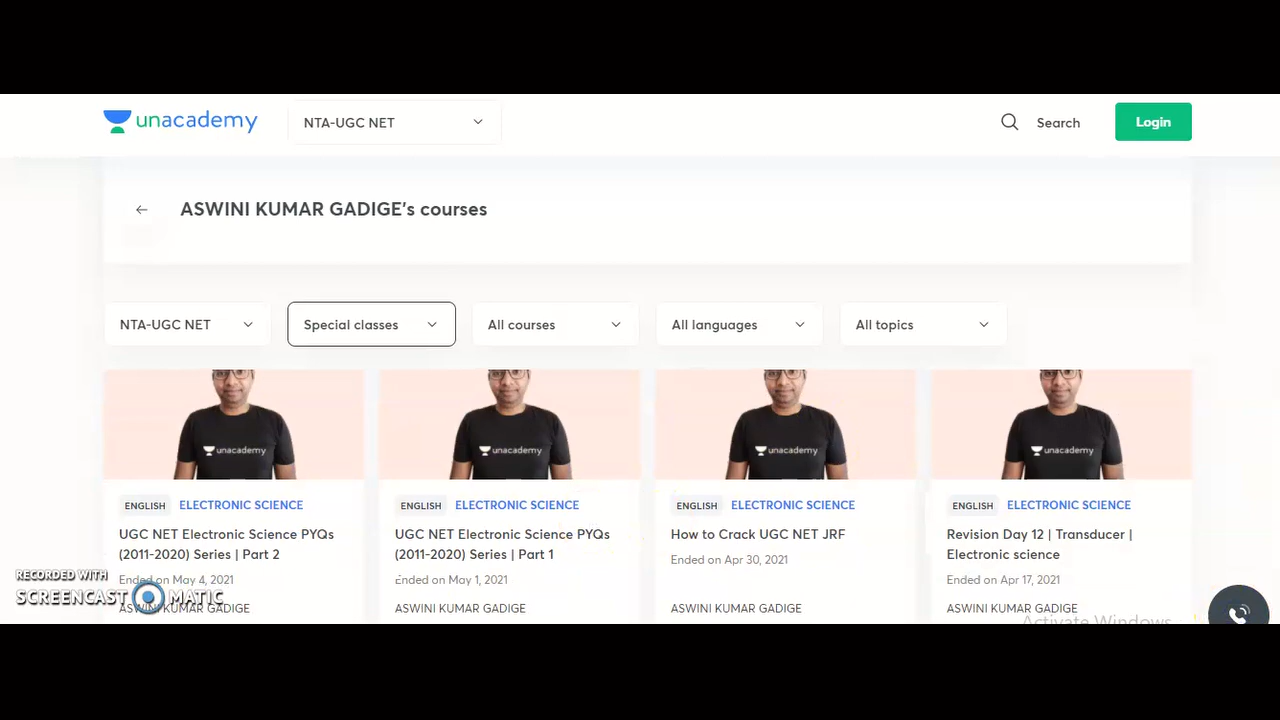 unacademy
NTA-UGC NET
Search
Login
ASWINI KUMAR GADIGE's courses
NTA-UGC NET
Special classes
All courses
All languages
All topics
unacademy
unacademy
unacademy
unacademy
ENGLISH ELECTRONIC SCIENCE
UGC NET Electronic Science PYQs
(2011-2020) Series | Part 2
Ended on May 4, 2021
ASWINI KUMAR GADIGE
ENGLISH ELECTRONIC SCIENCE
UGC NET Electronic Science PYQs
(2011-2020) Series | Part 1
Ended on May 1, 2021
ASWINI KUMAR GADIGE
ENGLISH ELECTRONIC SCIENCE
How to Crack UGC NET JRF
Ended on Apr 30, 2021
ASWINI KUMAR GADIGE
ENGLISH ELECTRONIC SCIENCE
Revision Day 12 | Transducer |
Electronic science
Ended on Apr 17, 2021
ASWINI KUMAR GADIGE
RECORDED WITH
SCREENCAST MATIC
Activate Windows